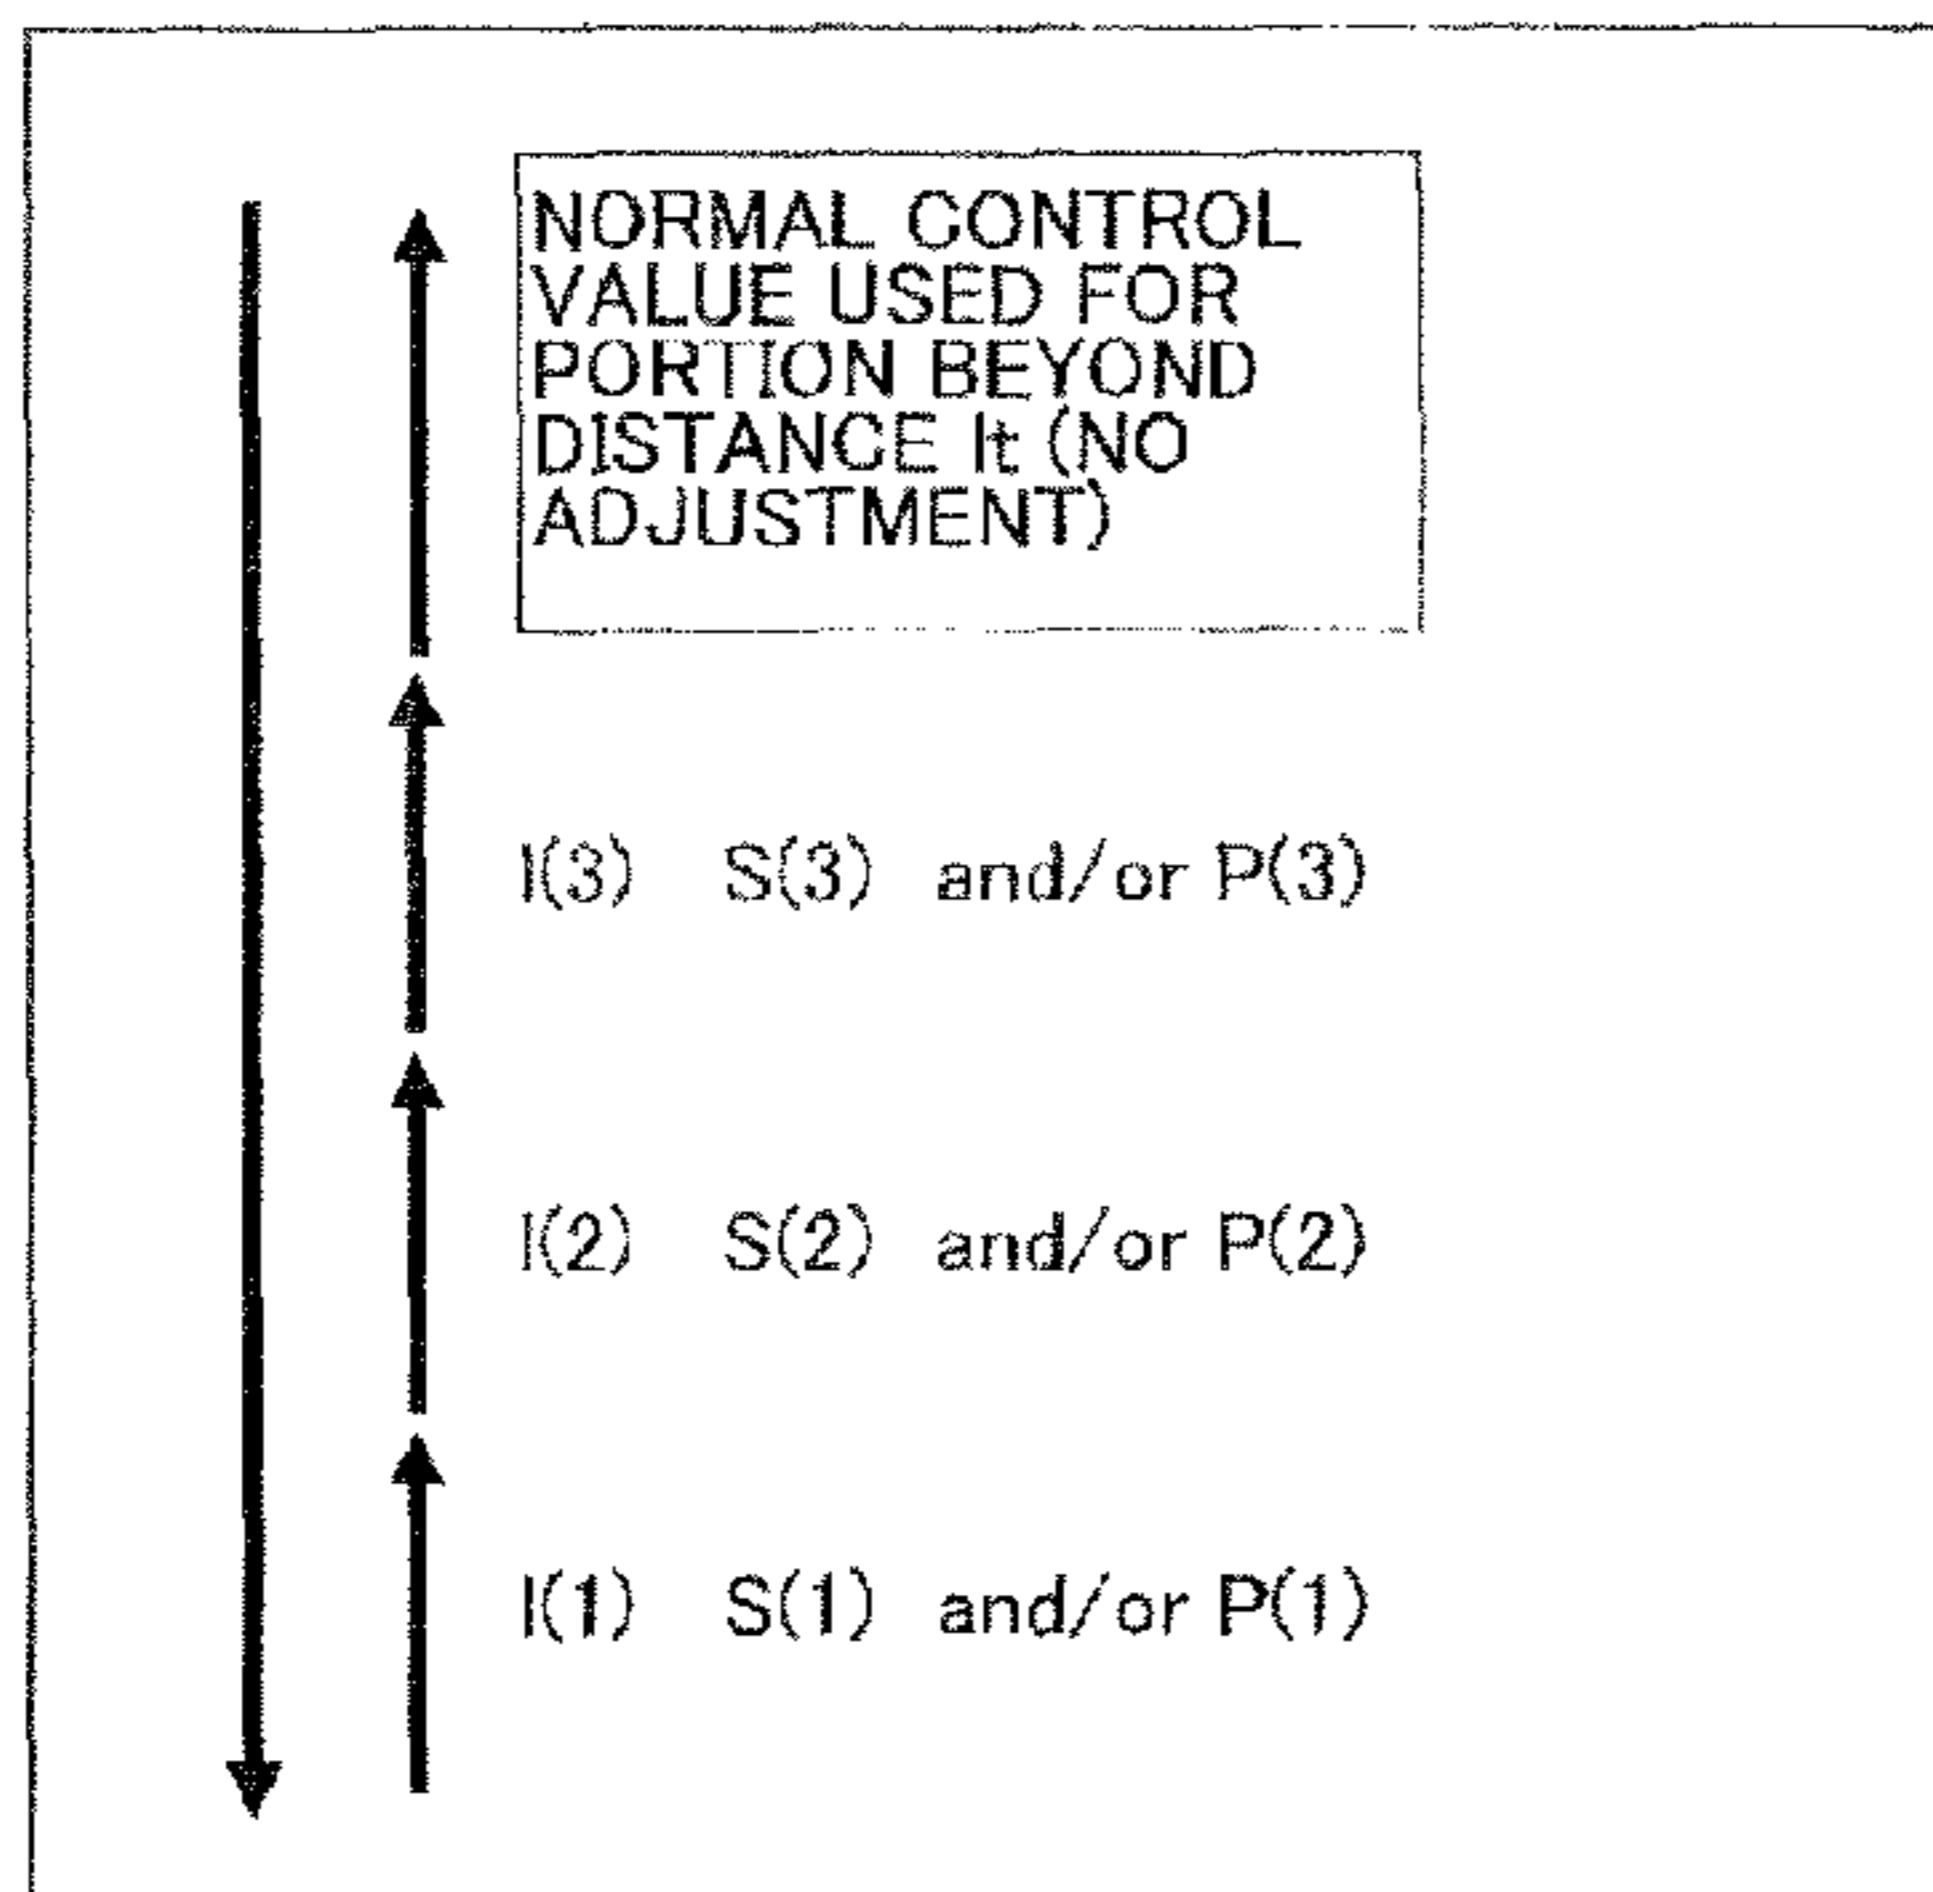 NORMAL CONTROL
VALUE USED FOR
PORTION BEYOND
DISTANCE lt (NO
ADJUSTMENT)
l(3) S(3) and/or P(3)
l(2) S(2) and/or P(2)
l(1) S(1) and/or P(1)